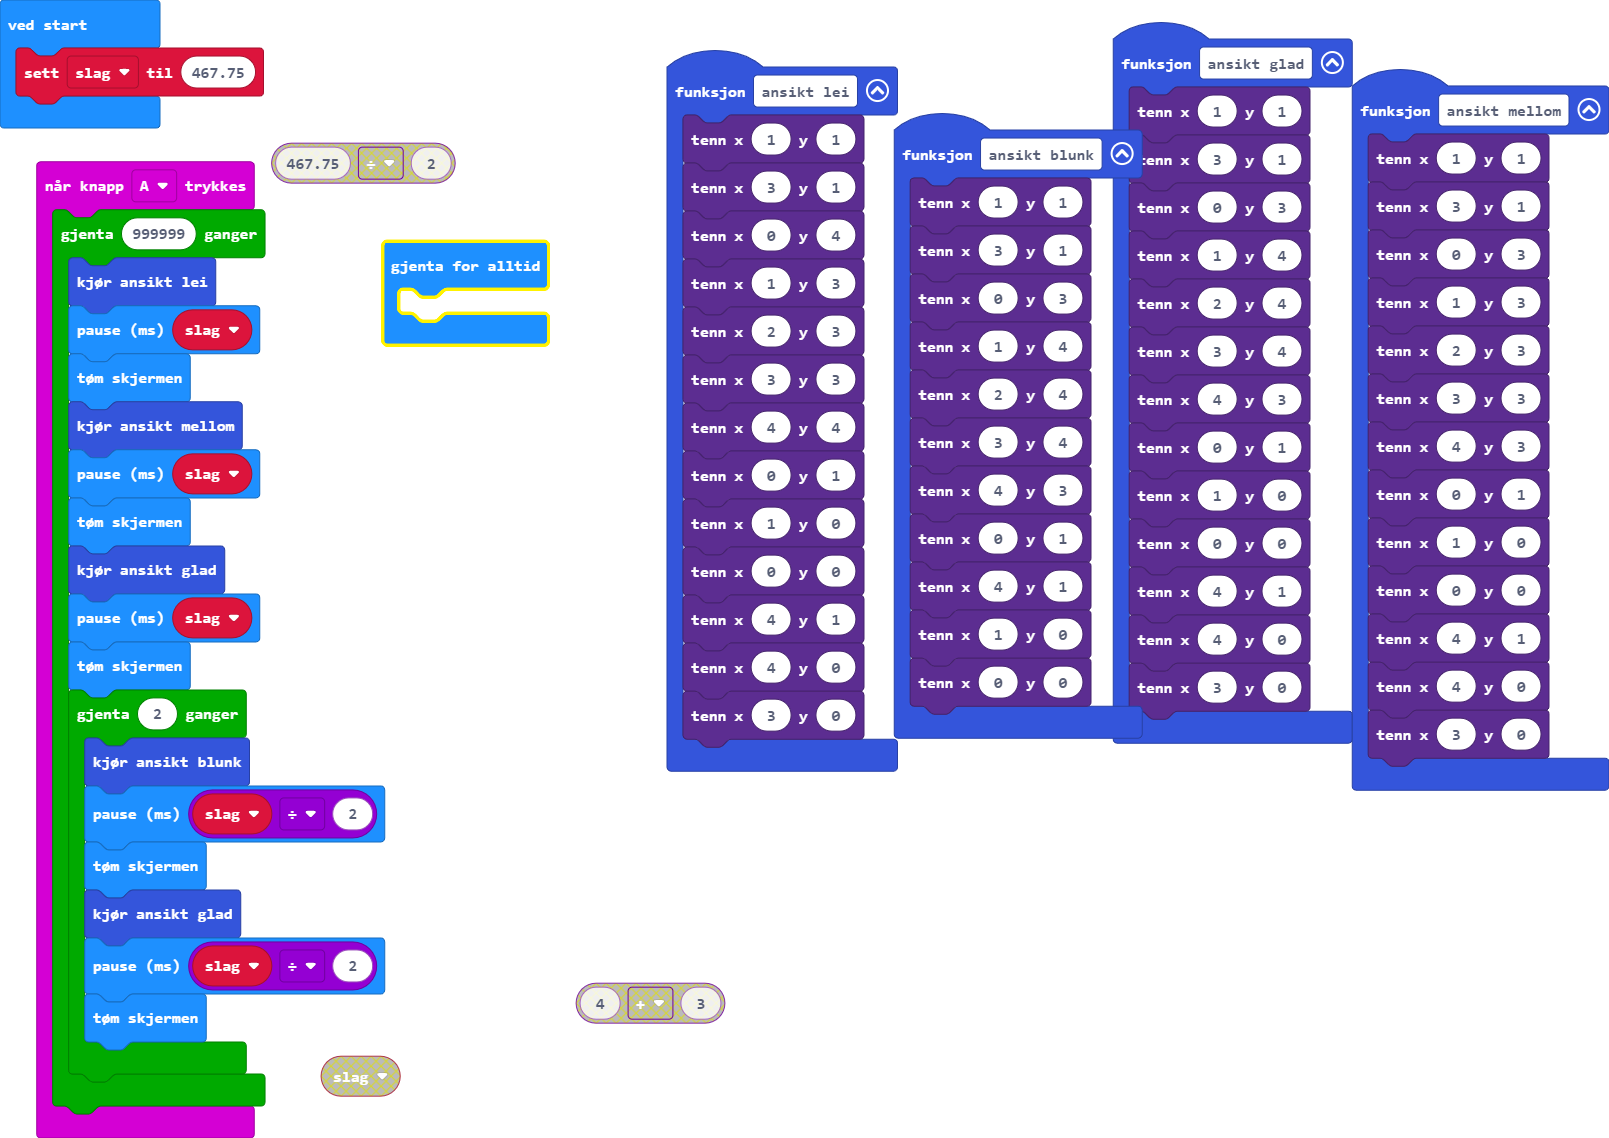 ved start
sett slag til 467.75
467.75 ÷ 2
når knapp A trykkes
gjenta 999999 ganger
kjør ansikt lei
pause (ms) slag
tøm skjermen
kjør ansikt mellom
pause (ms) slag
tøm skjermen
kjør ansikt glad
pause (ms) slag
tøm skjermen
gjenta 2 ganger
kjør ansikt blunk
pause (ms) slag ÷ 2
tøm skjermen
kjør ansikt glad
pause (ms) slag ÷ 2
tøm skjermen
gjenta for alltid
4 + 3
slag
funksjon ansikt lei
tenn x 1 y 1
tenn x 3 y 1
tenn x 0 y 4
tenn x 1 y 3
tenn x 2 y 3
tenn x 3 y 3
tenn x 4 y 4
tenn x 0 y 1
tenn x 1 y 0
tenn x 0 y 0
tenn x 4 y 1
tenn x 4 y 0
tenn x 3 y 0
funksjon ansikt blunk
tenn x 1 y 1
tenn x 3 y 1
tenn x 0 y 3
tenn x 1 y 4
tenn x 2 y 4
tenn x 3 y 4
tenn x 4 y 3
tenn x 0 y 1
tenn x 4 y 1
tenn x 1 y 0
tenn x 0 y 0
funksjon ansikt glad
tenn x 1 y 1
tenn x 3 y 1
tenn x 0 y 3
tenn x 1 y 4
tenn x 2 y 4
tenn x 3 y 4
tenn x 4 y 3
tenn x 0 y 1
tenn x 1 y 0
tenn x 0 y 0
tenn x 4 y 1
tenn x 4 y 0
tenn x 3 y 0
funksjon ansikt mellom
tenn x 1 y 1
tenn x 3 y 1
tenn x 0 y 3
tenn x 1 y 3
tenn x 2 y 3
tenn x 3 y 3
tenn x 4 y 3
tenn x 0 y 1
tenn x 1 y 0
tenn x 0 y 0
tenn x 4 y 1
tenn x 4 y 0
tenn x 3 y 0